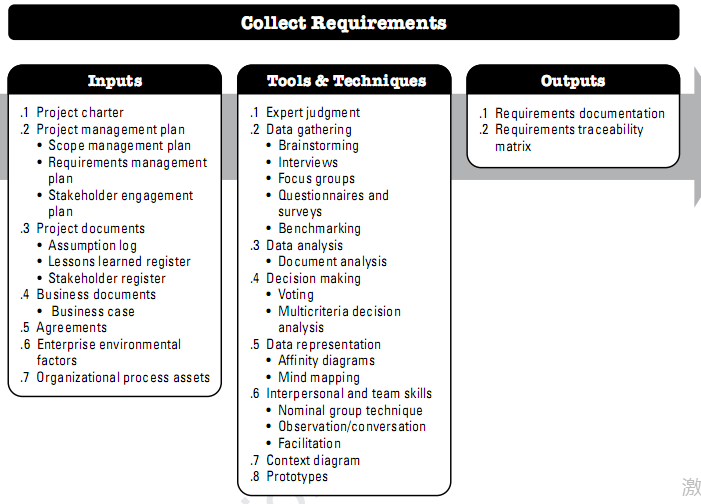 Collect Requirements
Inputs
.1 Project charter
.2 Project management plan
• Scope management plan
• Requirements management
plan
• Stakeholder engagement
plan
.3 Project documents
• Assumption log
• Lessons learned register
• Stakeholder register
.4 Business documents
• Business case
.5 Agreements
.6 Enterprise environmental
factors
.7 Organizational process assets
Tools & Techniques
.1 Expert judgment
.2 Data gathering
• Brainstorming
• Interviews
• Focus groups
• Questionnaires and
surveys
• Benchmarking
.3 Data analysis
• Document analysis
.4 Decision making
• Voting
• Multicriteria decision
analysis
.5 Data representation
• Affinity diagrams
• Mind mapping
.6 Interpersonal and team skills
• Nominal group technique
• Observation/conversation
• Facilitation
.7 Context diagram
.8 Prototypes
Outputs
.1 Requirements documentation
.2 Requirements traceability
matrix
激